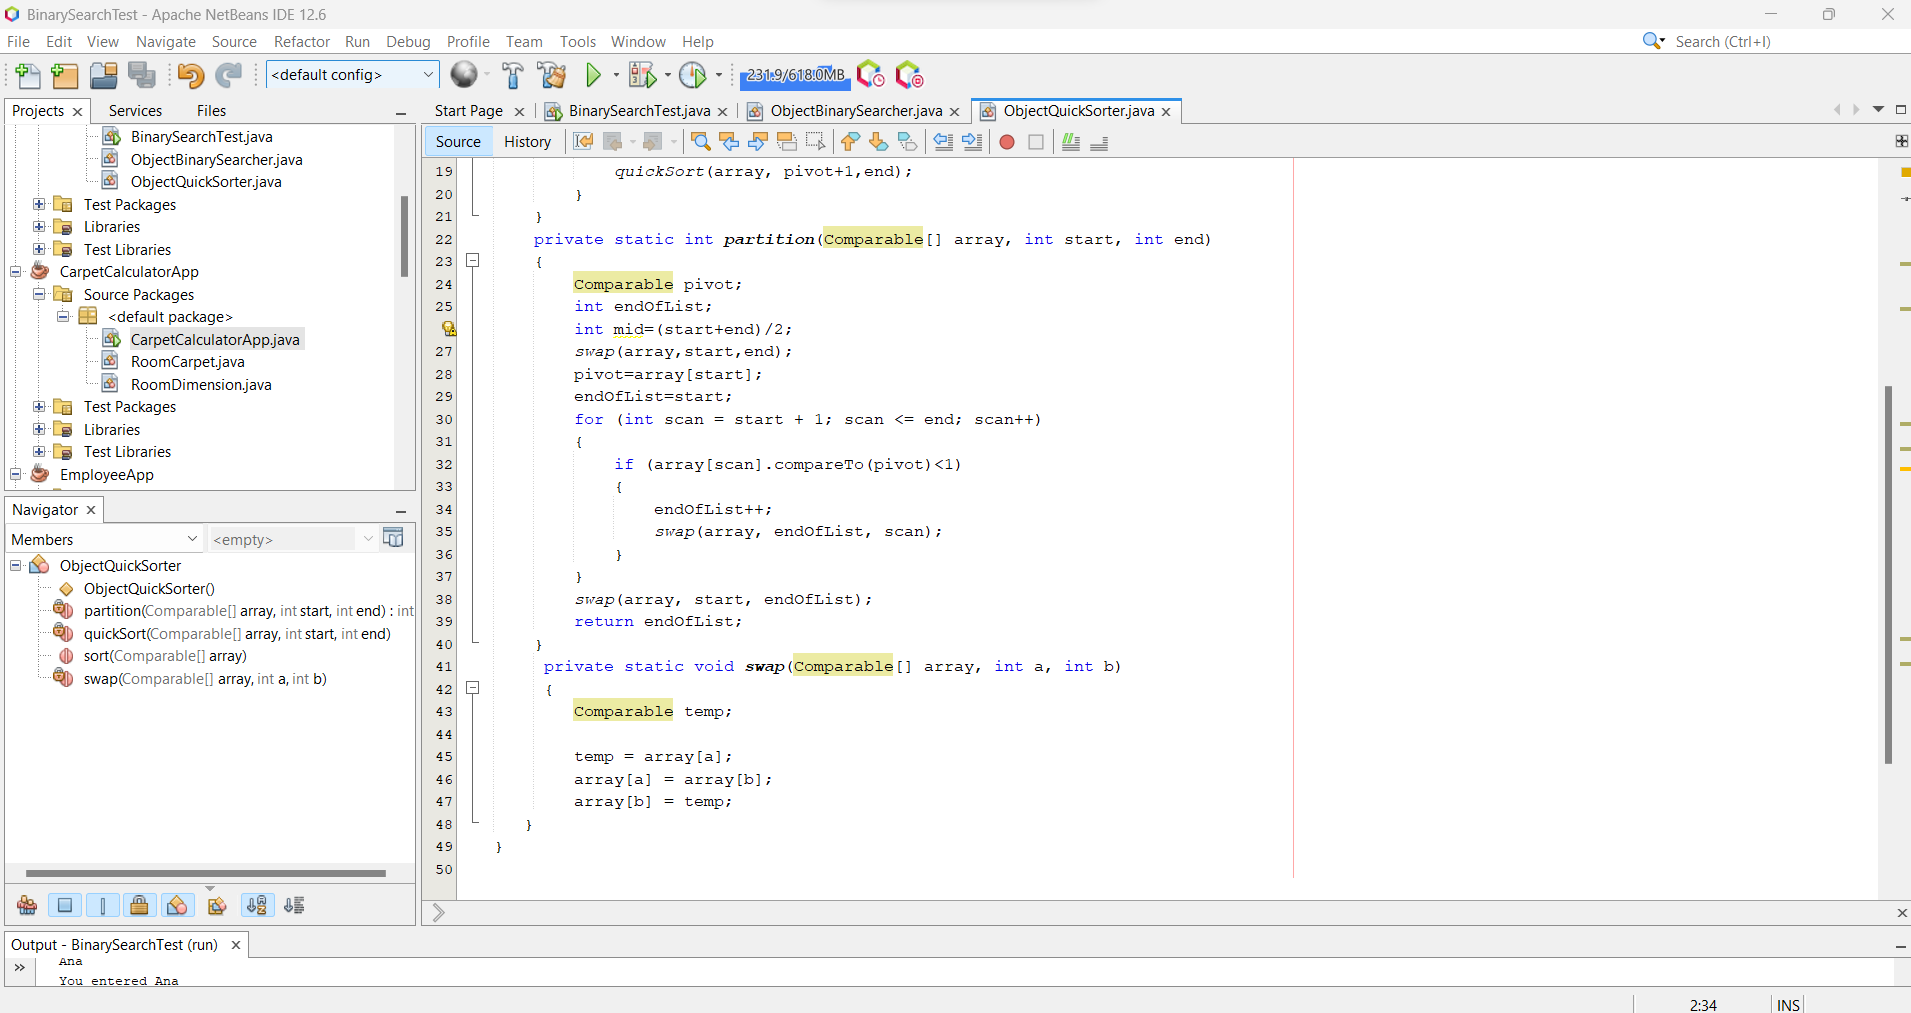 BinarySearchTest - Apache NetBeans IDE 12.6
File Edit View Navigate Source Refactor Run Debug Profile Team Tools Window Help
Search (Ctrl+I)
<default config>
231.9/618.0MB
Projects Services Files
BinarySearchTest.java
ObjectBinarySearcher.java
ObjectQuickSorter.java
Test Packages
Libraries
Test Libraries
CarpetCalculatorApp
Source Packages
<default package>
CarpetCalculatorApp.java
RoomCarpet.java
RoomDimension.java
Test Packages
Libraries
Test Libraries
EmployeeApp
Navigator
Members <empty>
ObjectQuickSorter
ObjectQuickSorter()
partition(Comparable[] array, int start, int end) : int
quickSort(Comparable[] array, int start, int end)
sort(Comparable[] array)
swap(Comparable[] array, int a, int b)
Start Page BinarySearchTest.java ObjectBinarySearcher.java ObjectQuickSorter.java
Source History
19 quickSort(array, pivot+1,end);
20 }
21 }
22 private static int partition(Comparable[] array, int start, int end)
23 {
24 Comparable pivot;
25 int endOfList;
int mid=(start+end)/2;
27 swap(array,start,end);
28 pivot=array[start];
29 endOfList=start;
30 for (int scan = start + 1; scan <= end; scan++)
31 {
32 if (array[scan].compareTo(pivot)<1)
33 {
34 endOfList++;
35 swap(array, endOfList, scan);
36 }
37 }
38 swap(array, start, endOfList);
39 return endOfList;
40 }
41 private static void swap(Comparable[] array, int a, int b)
42 {
43 Comparable temp;
44
45 temp = array[a];
46 array[a] = array[b];
47 array[b] = temp;
48 }
49 }
50
Output - BinarySearchTest (run)
Ana
You entered Ana
2:34 INS